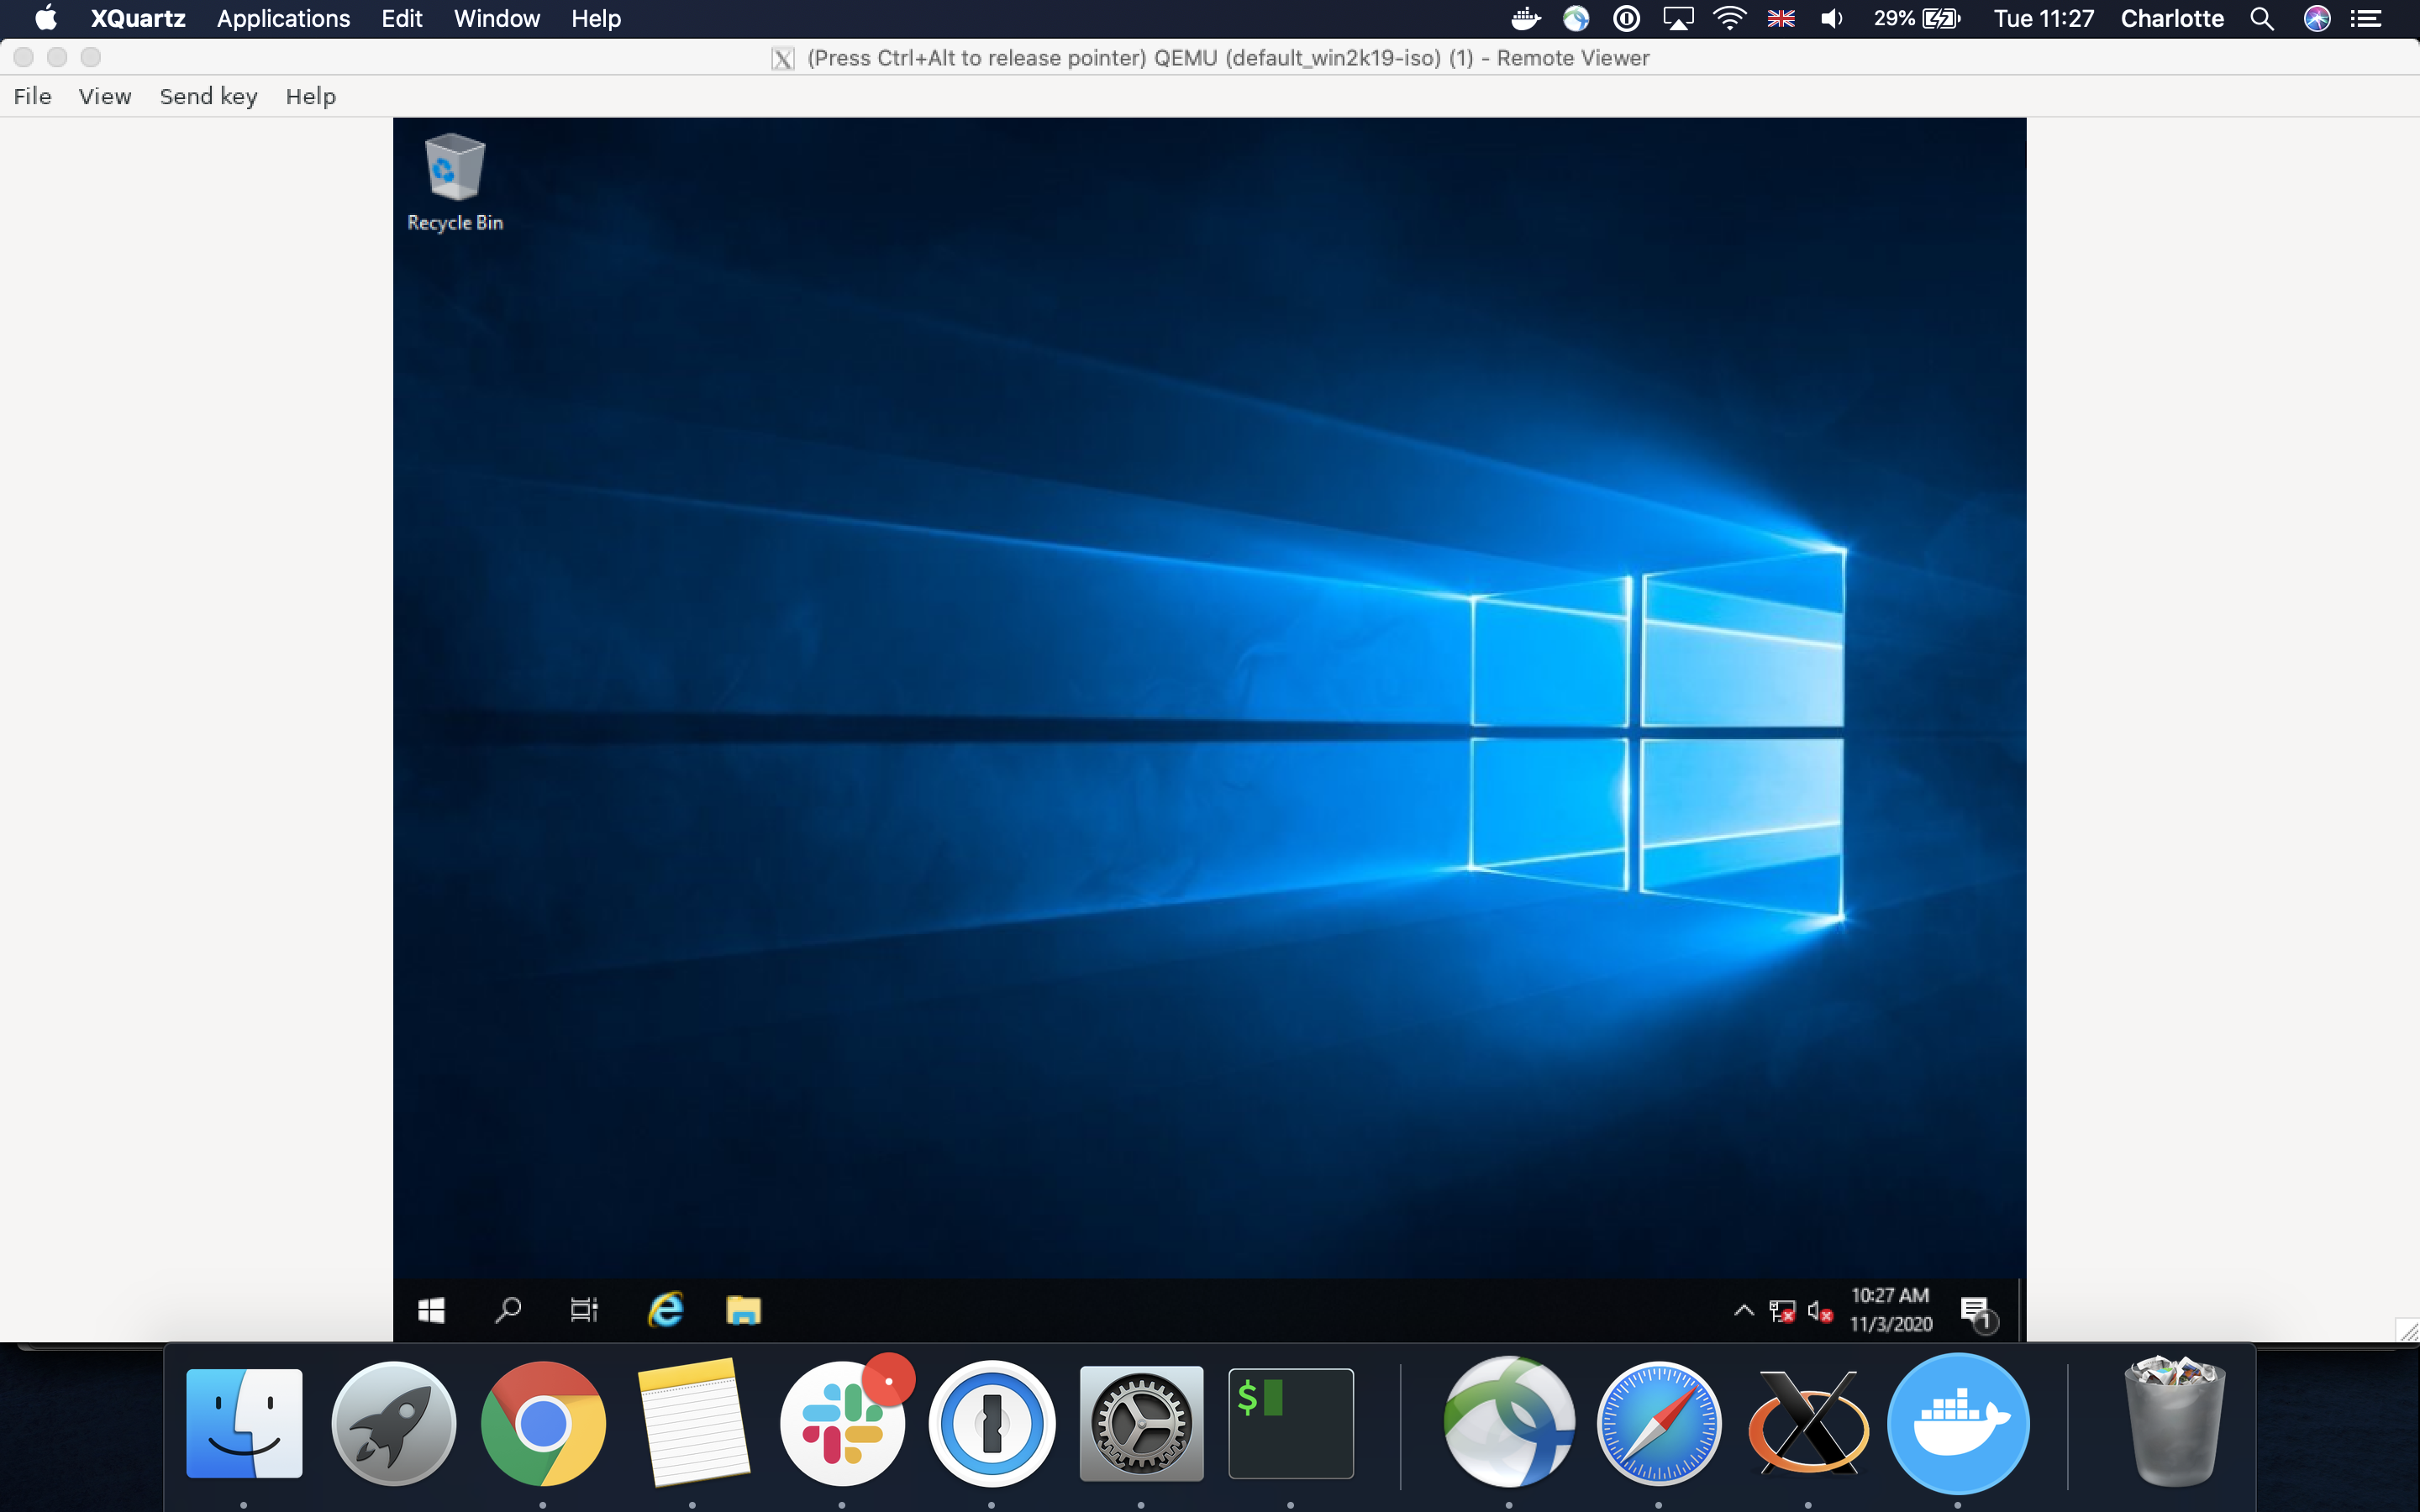 XQuartz Applications Edit Window Help 29% Tue 11:27 Charlotte
(Press Ctrl+Alt to release pointer) QEMU (default_win2k19-iso) (1) - Remote Viewer
File View Send key Help
Recycle Bin
10:27 AM
11/3/2020
1
$